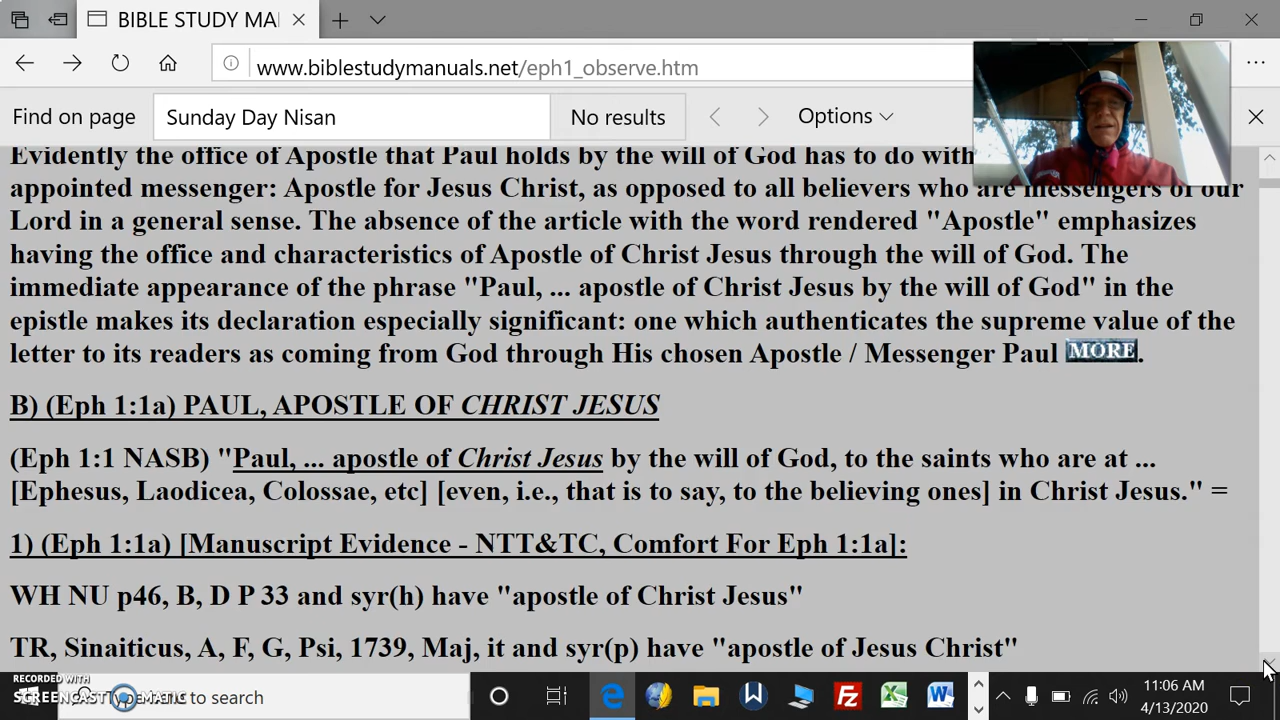 BIBLE STUDY MA
www.biblestudymanuals.net/eph1_observe.htm
Find on page
Sunday Day Nisan
No results
Options
Evidently the office of Apostle that Paul holds by the will of God has to do with
appointed messenger: Apostle for Jesus Christ, as opposed to all believers who are messengers of our
Lord in a general sense. The absence of the article with the word rendered "Apostle" emphasizes
having the office and characteristics of Apostle of Christ Jesus through the will of God. The
immediate appearance of the phrase "Paul, ... apostle of Christ Jesus by the will of God" in the
epistle makes its declaration especially significant: one which authenticates the supreme value of the
letter to its readers as coming from God through His chosen Apostle / Messenger Paul MORE.
B) (Eph 1:1a) PAUL, APOSTLE OF CHRIST JESUS
(Eph 1:1 NASB) "Paul, ... apostle of Christ Jesus by the will of God, to the saints who are at ...
[Ephesus, Laodicea, Colossae, etc] [even, i.e., that is to say, to the believing ones] in Christ Jesus." =
1) (Eph 1:1a) [Manuscript Evidence - NTT&TC, Comfort For Eph 1:1a]:
WH NU p46, B, D P 33 and syr(h) have "apostle of Christ Jesus"
TR, Sinaiticus, A, F, G, Psi, 1739, Maj, it and syr(p) have "apostle of Jesus Christ"
RECORDED WITH
SCREENCAST MATIC
to search
11:06 AM
4/13/2020